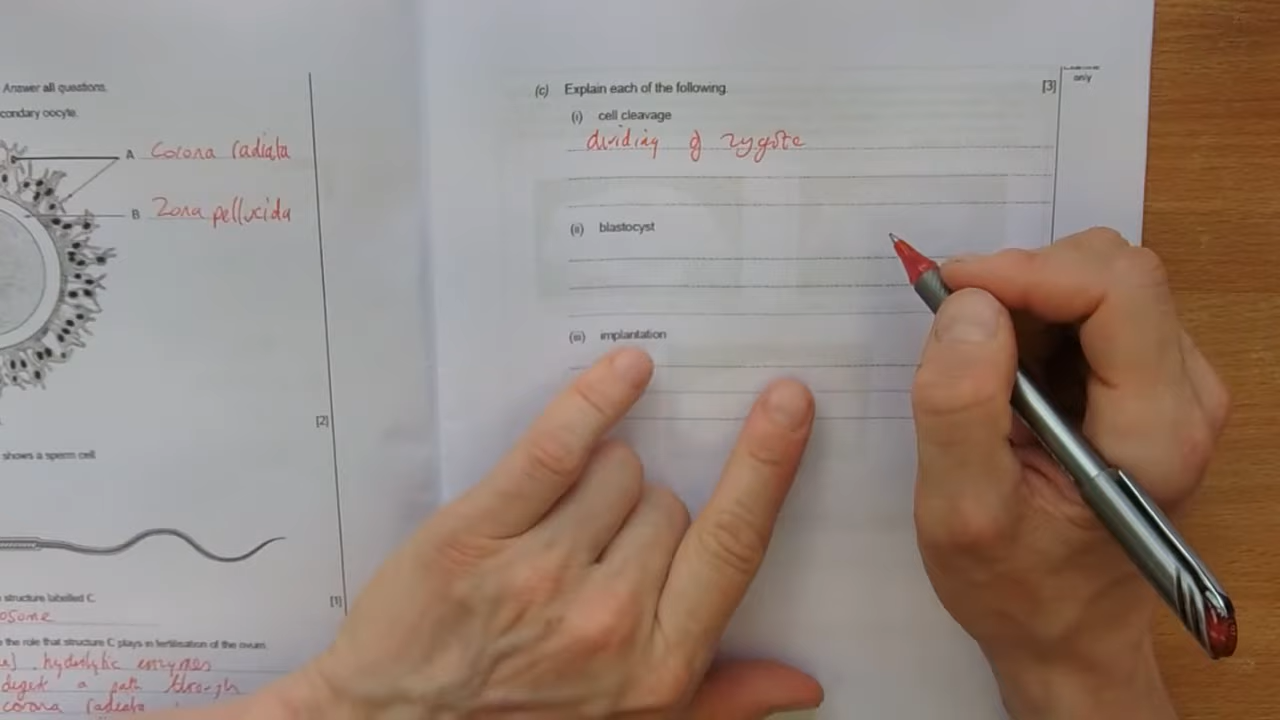 Answer all questions.
condary oocyte.
A Corona radiata
B Zona pellucida
[2]
shows a sperm cell
structure labelled C.
[1]
osome
the role that structure C plays in fertilisation of the ovum.
hydrolytic enzymes
digest a path through
corona radiata
only
(c) Explain each of the following. [3]
(i) cell cleavage
dividing of zygote
(ii) blastocyst
(iii) implantation